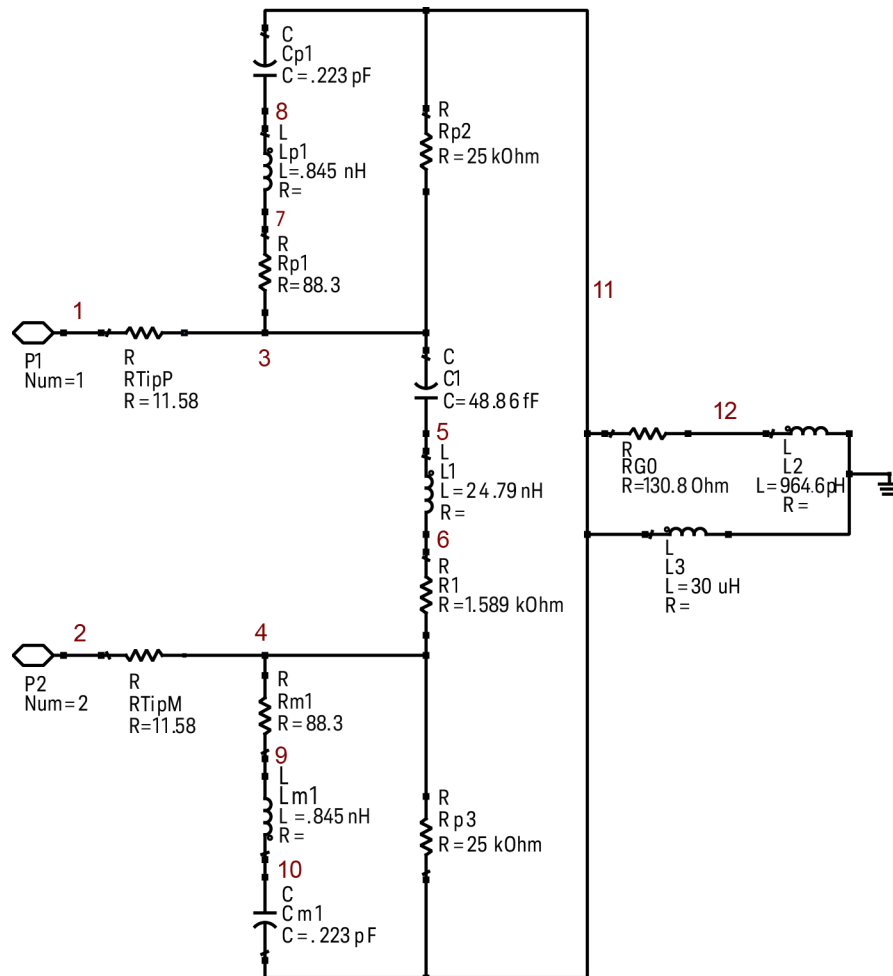 C
Cp1
C =.223 pF
8
L
Lp1
L=.845 nH
R=
7
R
Rp1
R=88.3
R
Rp2
R=25 kOhm
11
1
P1
Num=1
R
RTipP
R=11.58
3
C
C1
C=48.86 fF
5
L
L1
L=24.79 nH
R=
6
R
R1
R=1.589 kOhm
12
R
RG0
R=130.8 Ohm
L
L2
L=964.6pH
R=
L
L3
L=30 uH
R=
2
P2
Num=2
R
RTipM
R=11.58
4
R
Rm1
R=88.3
9
L
Lm1
L =.845 nH
R=
10
C
Cm1
C =.223 pF
R
Rp3
R=25 kOhm